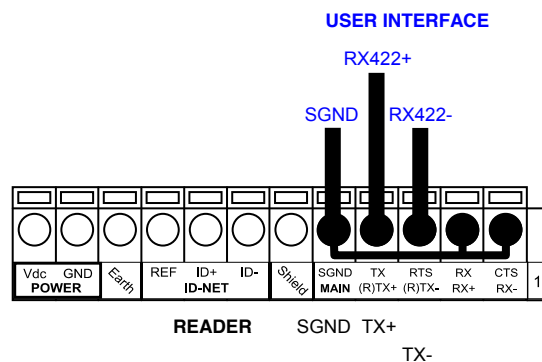 USER INTERFACE
RX422+
SGND RX422-
Vdc GND Earth REF ID+ ID- Shield SGND TX RTS RX CTS 1
POWER ID-NET MAIN (R)TX+ (R)TX- RX+ RX-
READER SGND TX+
TX-